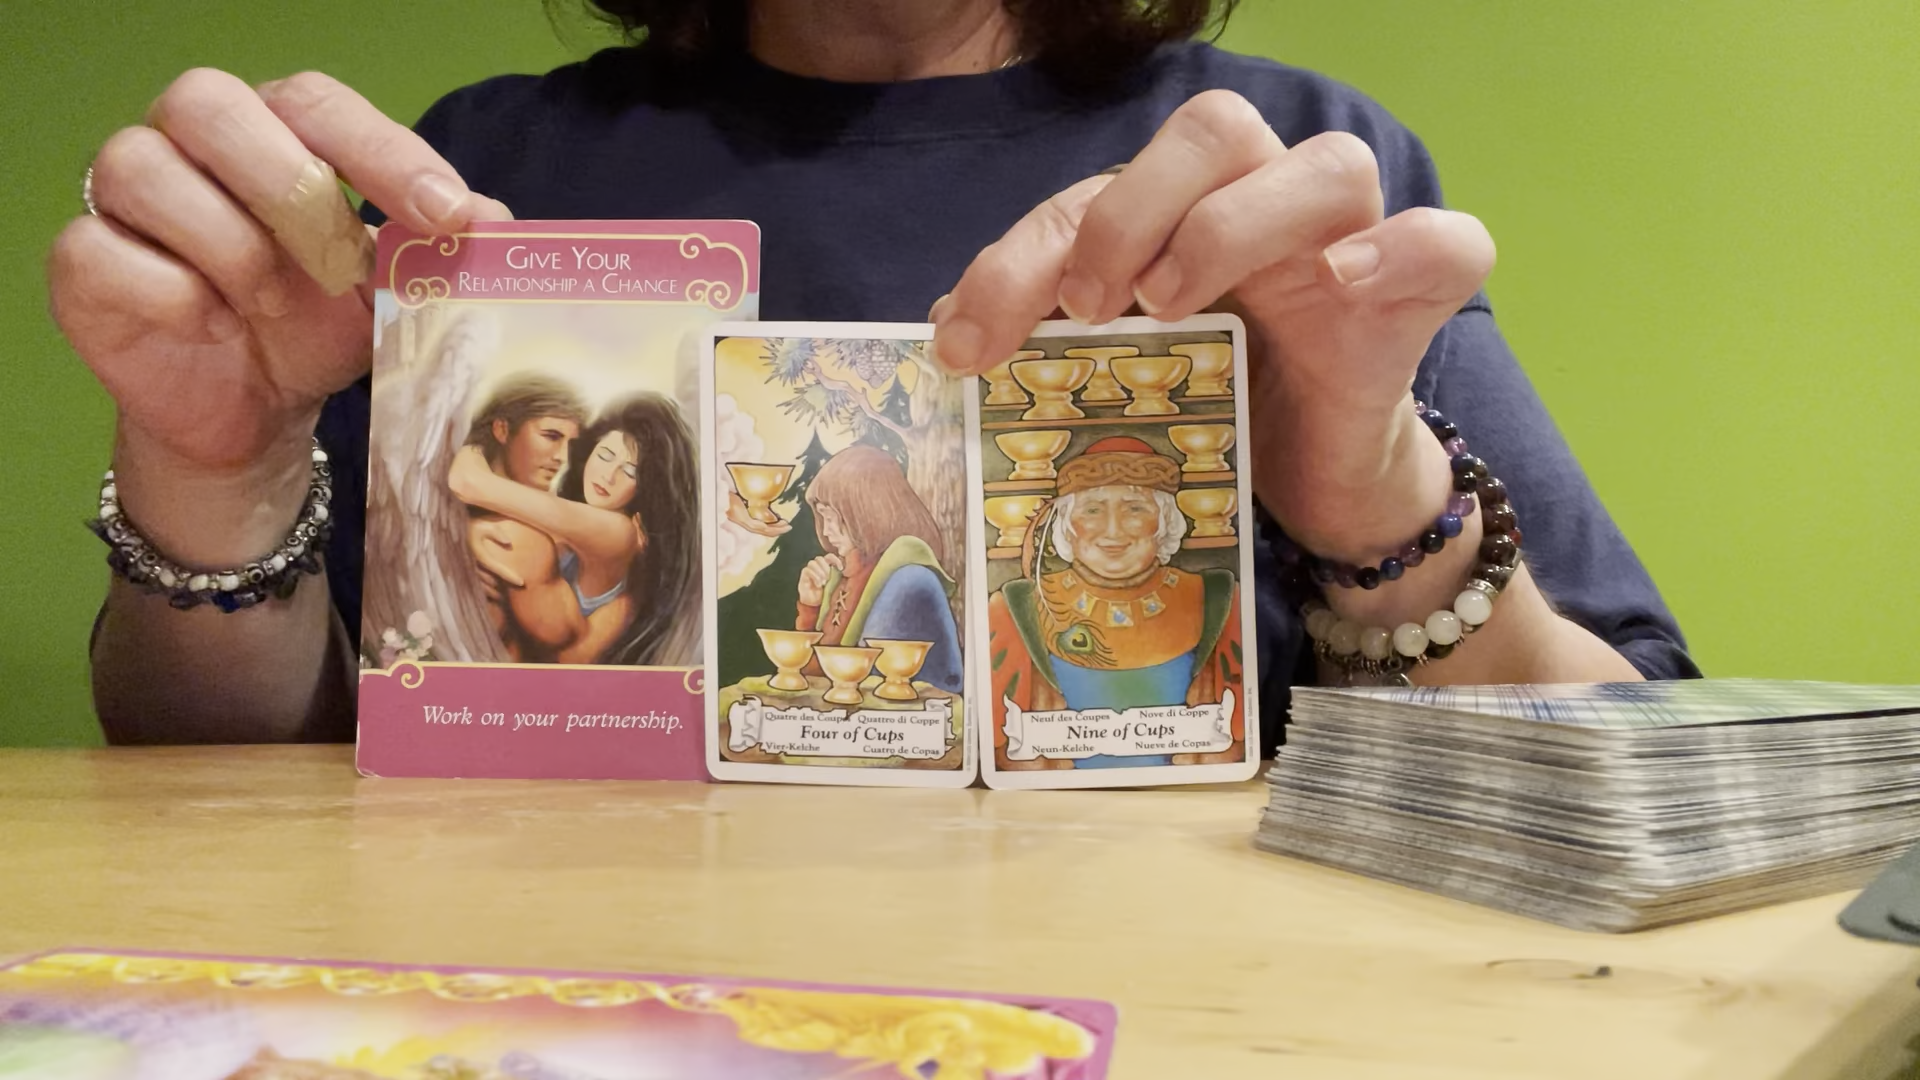 GIVE YOUR
RELATIONSHIP A CHANCE
Work on your partnership.
Quatre des Coupes Quattro di Coppe
Four of Cups
Vier-Kelche Cuatro de Copas
Neuf des Coupes Nove di Coppe
Nine of Cups
Neun-Kelche Nueve de Copas